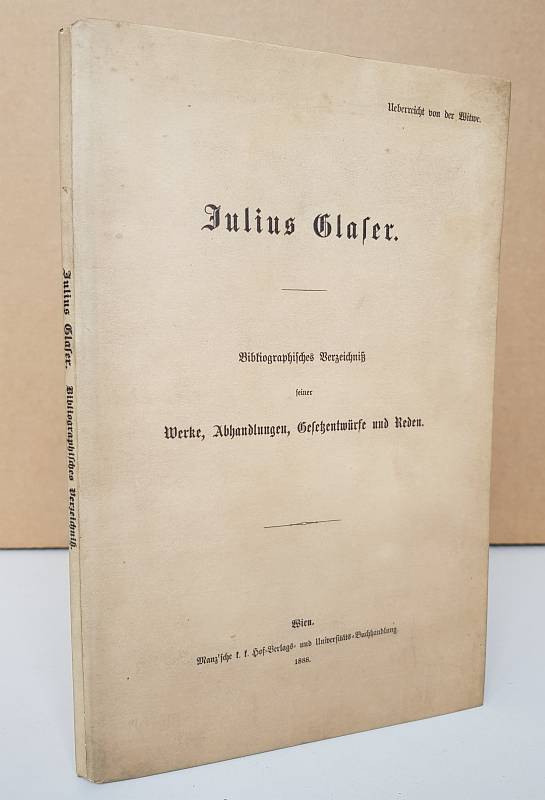 Ueberreicht von der Witwe.
Julius Glaser.
Bibliographisches Verzeichniß
seiner
Werke, Abhandlungen, Gesetzentwürfe und Reden.
Wien.
Manz'sche k. k. Hof-Verlags- und Universitäts-Buchhandlung.
1888.
Julius Glaser. Bibliographisches Verzeichniß.